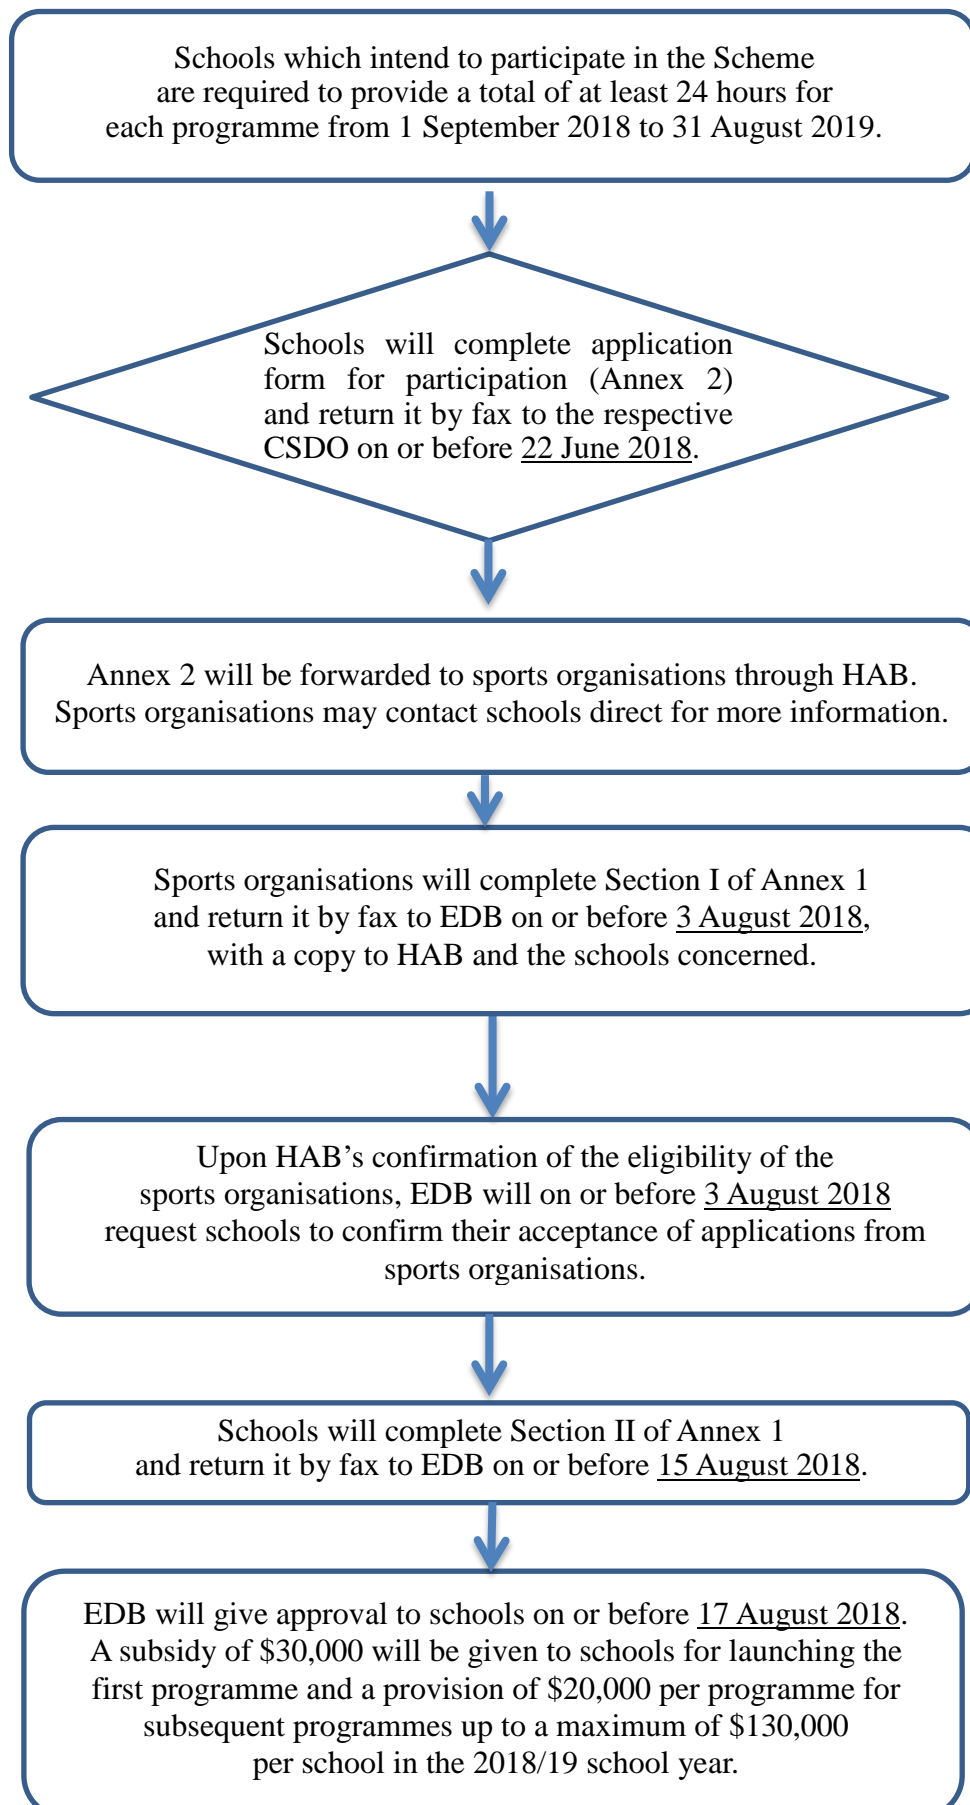 Schools which intend to participate in the Scheme
are required to provide a total of at least 24 hours for
each programme from 1 September 2018 to 31 August 2019.
Schools will complete application
form for participation (Annex 2)
and return it by fax to the respective
CSDO on or before 22 June 2018.
Annex 2 will be forwarded to sports organisations through HAB.
Sports organisations may contact schools direct for more information.
Sports organisations will complete Section I of Annex 1
and return it by fax to EDB on or before 3 August 2018,
with a copy to HAB and the schools concerned.
Upon HAB’s confirmation of the eligibility of the
sports organisations, EDB will on or before 3 August 2018
request schools to confirm their acceptance of applications from
sports organisations.
Schools will complete Section II of Annex 1
and return it by fax to EDB on or before 15 August 2018.
EDB will give approval to schools on or before 17 August 2018.
A subsidy of $30,000 will be given to schools for launching the
first programme and a provision of $20,000 per programme for
subsequent programmes up to a maximum of $130,000
per school in the 2018/19 school year.